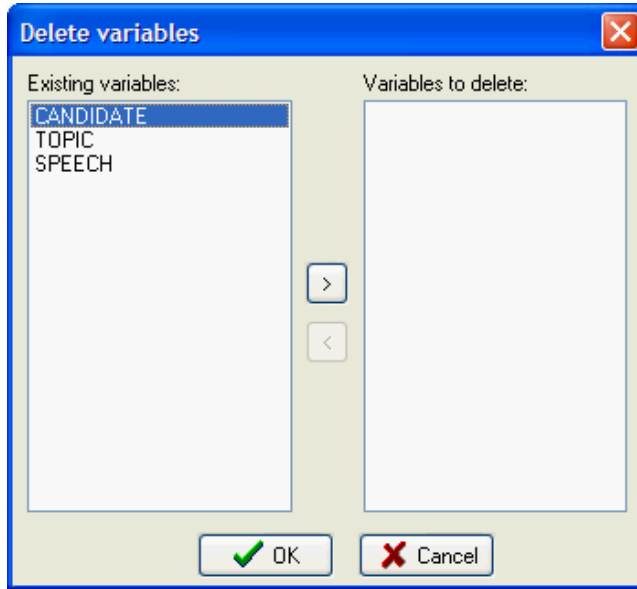 Delete variables
Existing variables:
Variables to delete:
CANDIDATE
TOPIC
SPEECH
>
<
OK
Cancel